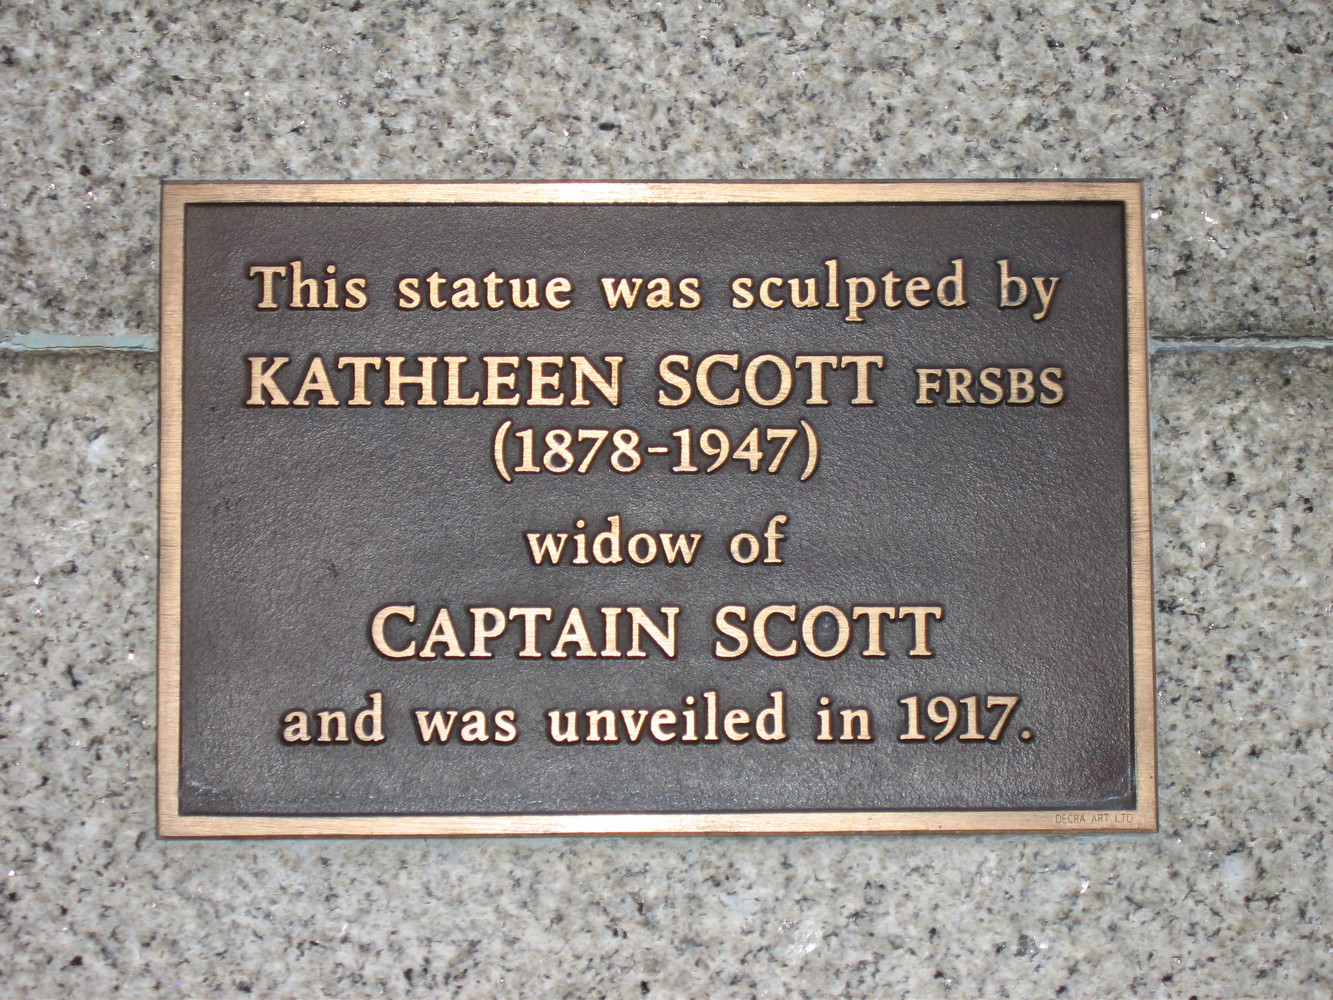 This statue was sculpted by
KATHLEEN SCOTT FRSBS
(1878-1947)
widow of
CAPTAIN SCOTT
and was unveiled in 1917.
DECRA ART LTD